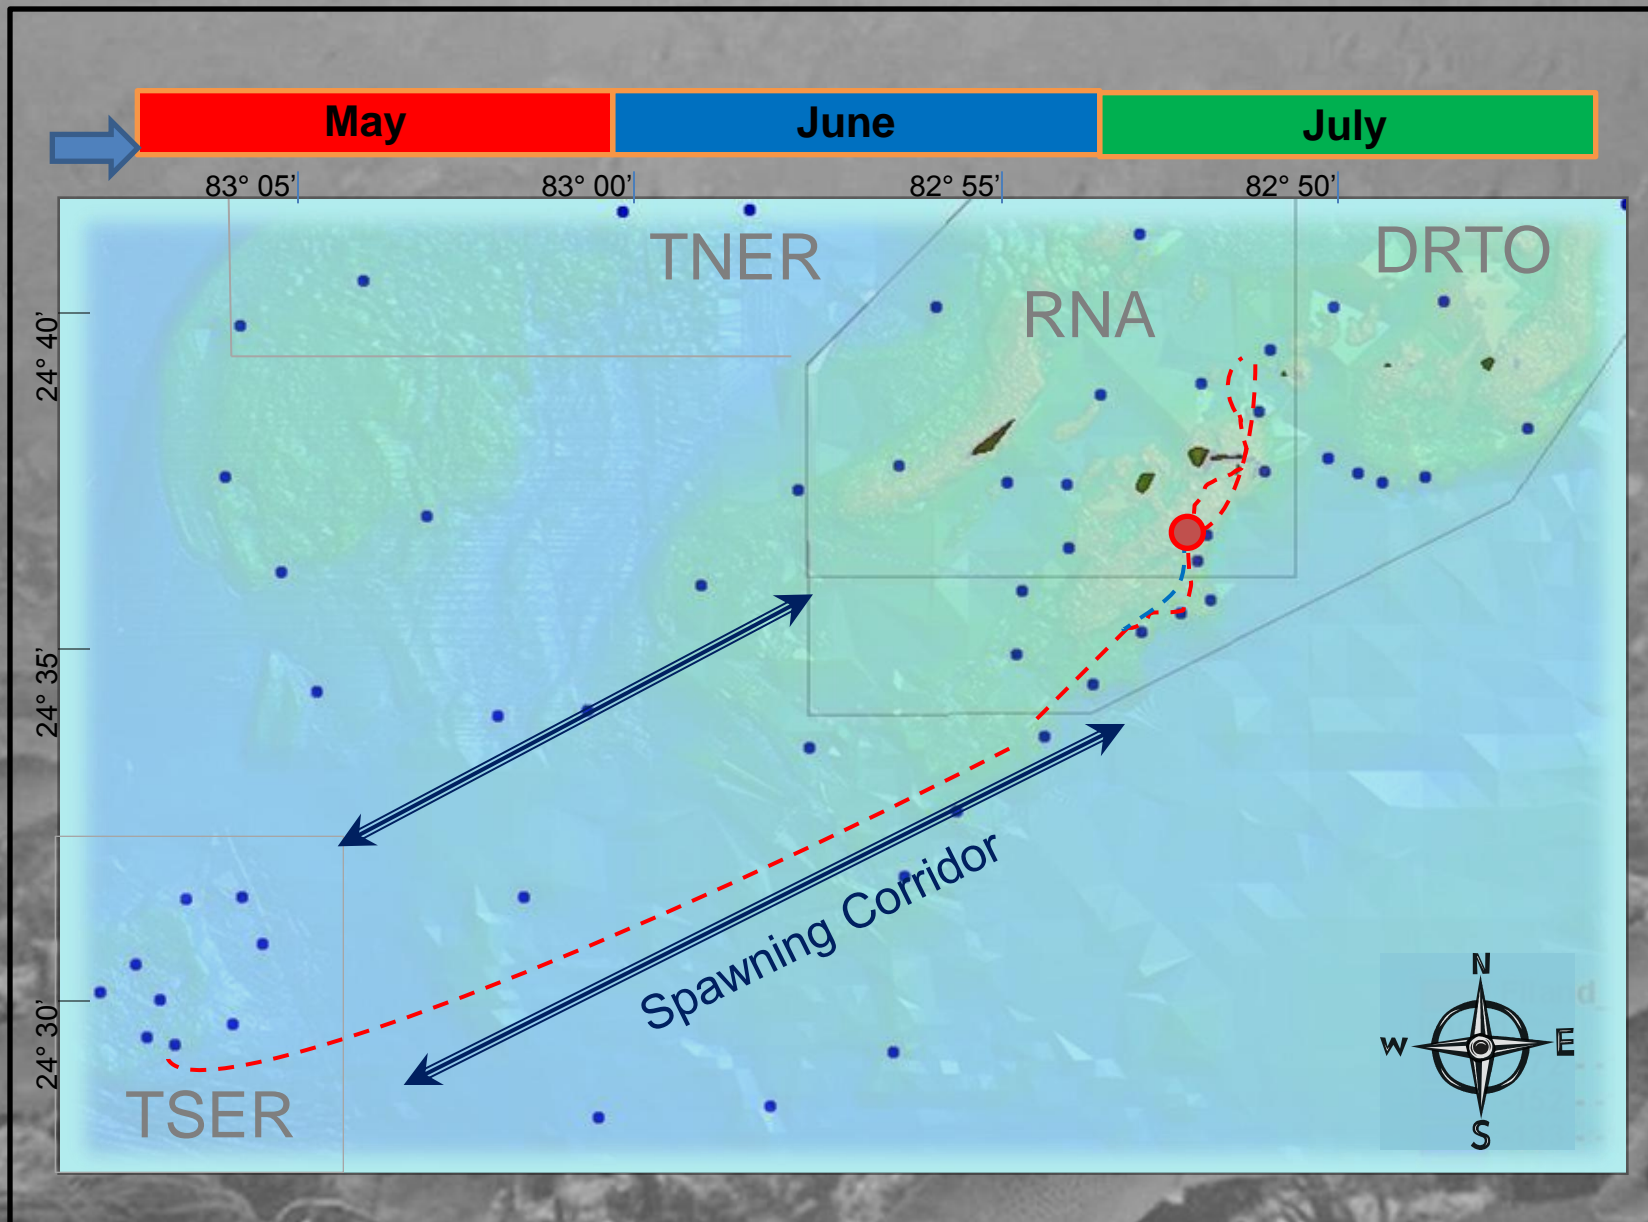 May
June
July
83° 05’
83° 00’
82° 55’
82° 50’
TNER
DRTO
RNA
24° 40’
24° 35’
24° 30’
Spawning Corridor
TSER
N
W
E
S
d